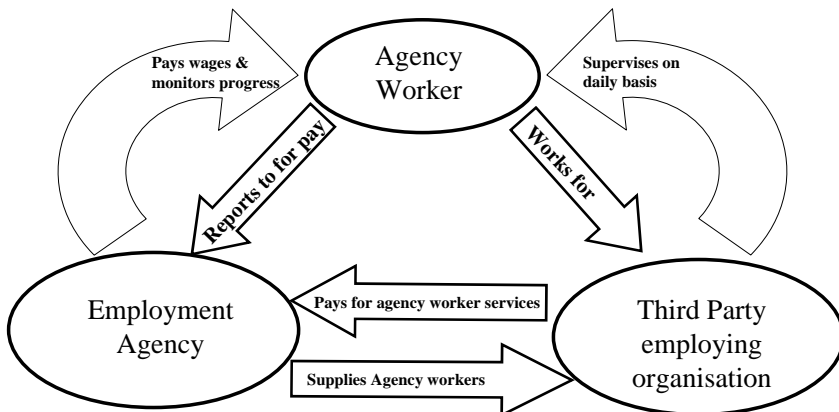 Agency
Worker
Pays wages &
monitors progress
Supervises on
daily basis
Reports to for pay
Works for
Employment
Agency
Pays for agency worker services
Third Party
employing
organisation
Supplies Agency workers